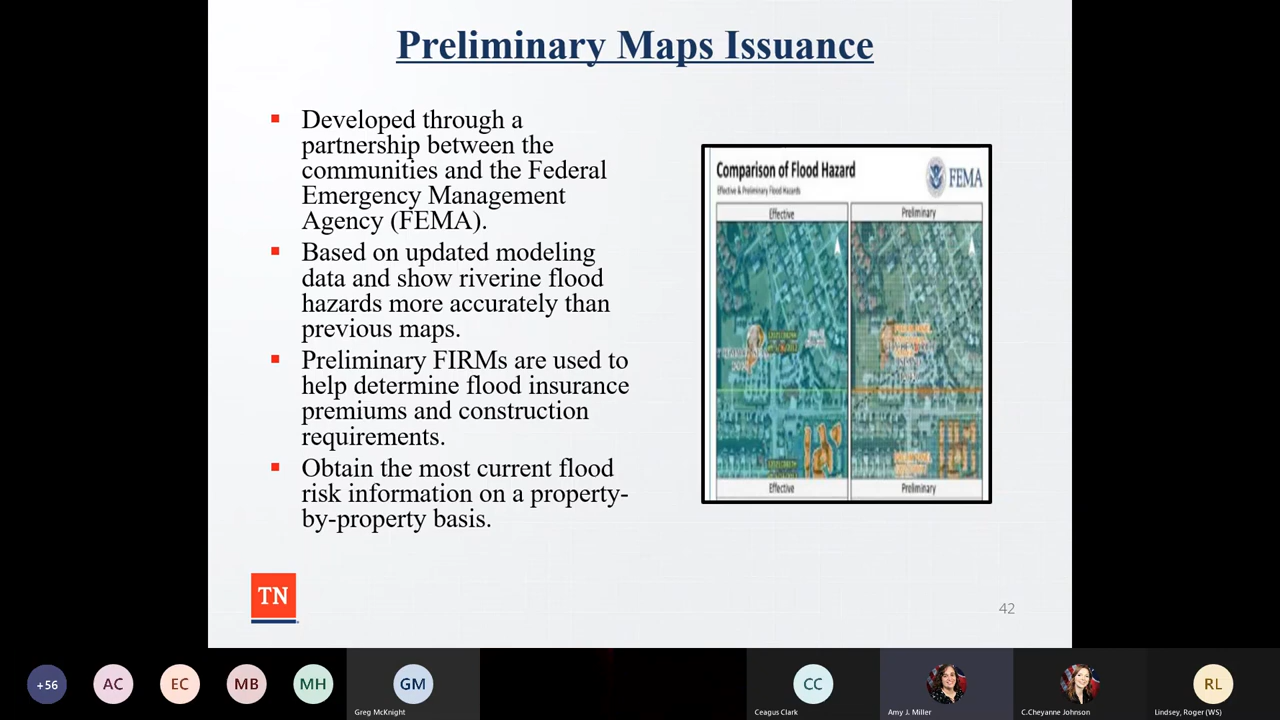 Preliminary Maps Issuance
Developed through a
partnership between the
communities and the Federal
Emergency Management
Agency (FEMA).
Based on updated modeling
data and show riverine flood
hazards more accurately than
previous maps.
Preliminary FIRMs are used to
help determine flood insurance
premiums and construction
requirements.
Obtain the most current flood
risk information on a property-
by-property basis.
Comparison of Flood Hazard
Effective & Preliminary Flood Hazards
FEMA
Effective
Preliminary
Effective
Preliminary
TN
42
+56
AC
EC
MB
MH
GM
Greg McKnight
CC
Ceagus Clark
Amy J. Miller
C.Cheyanne Johnson
RL
Lindsey, Roger (WS)